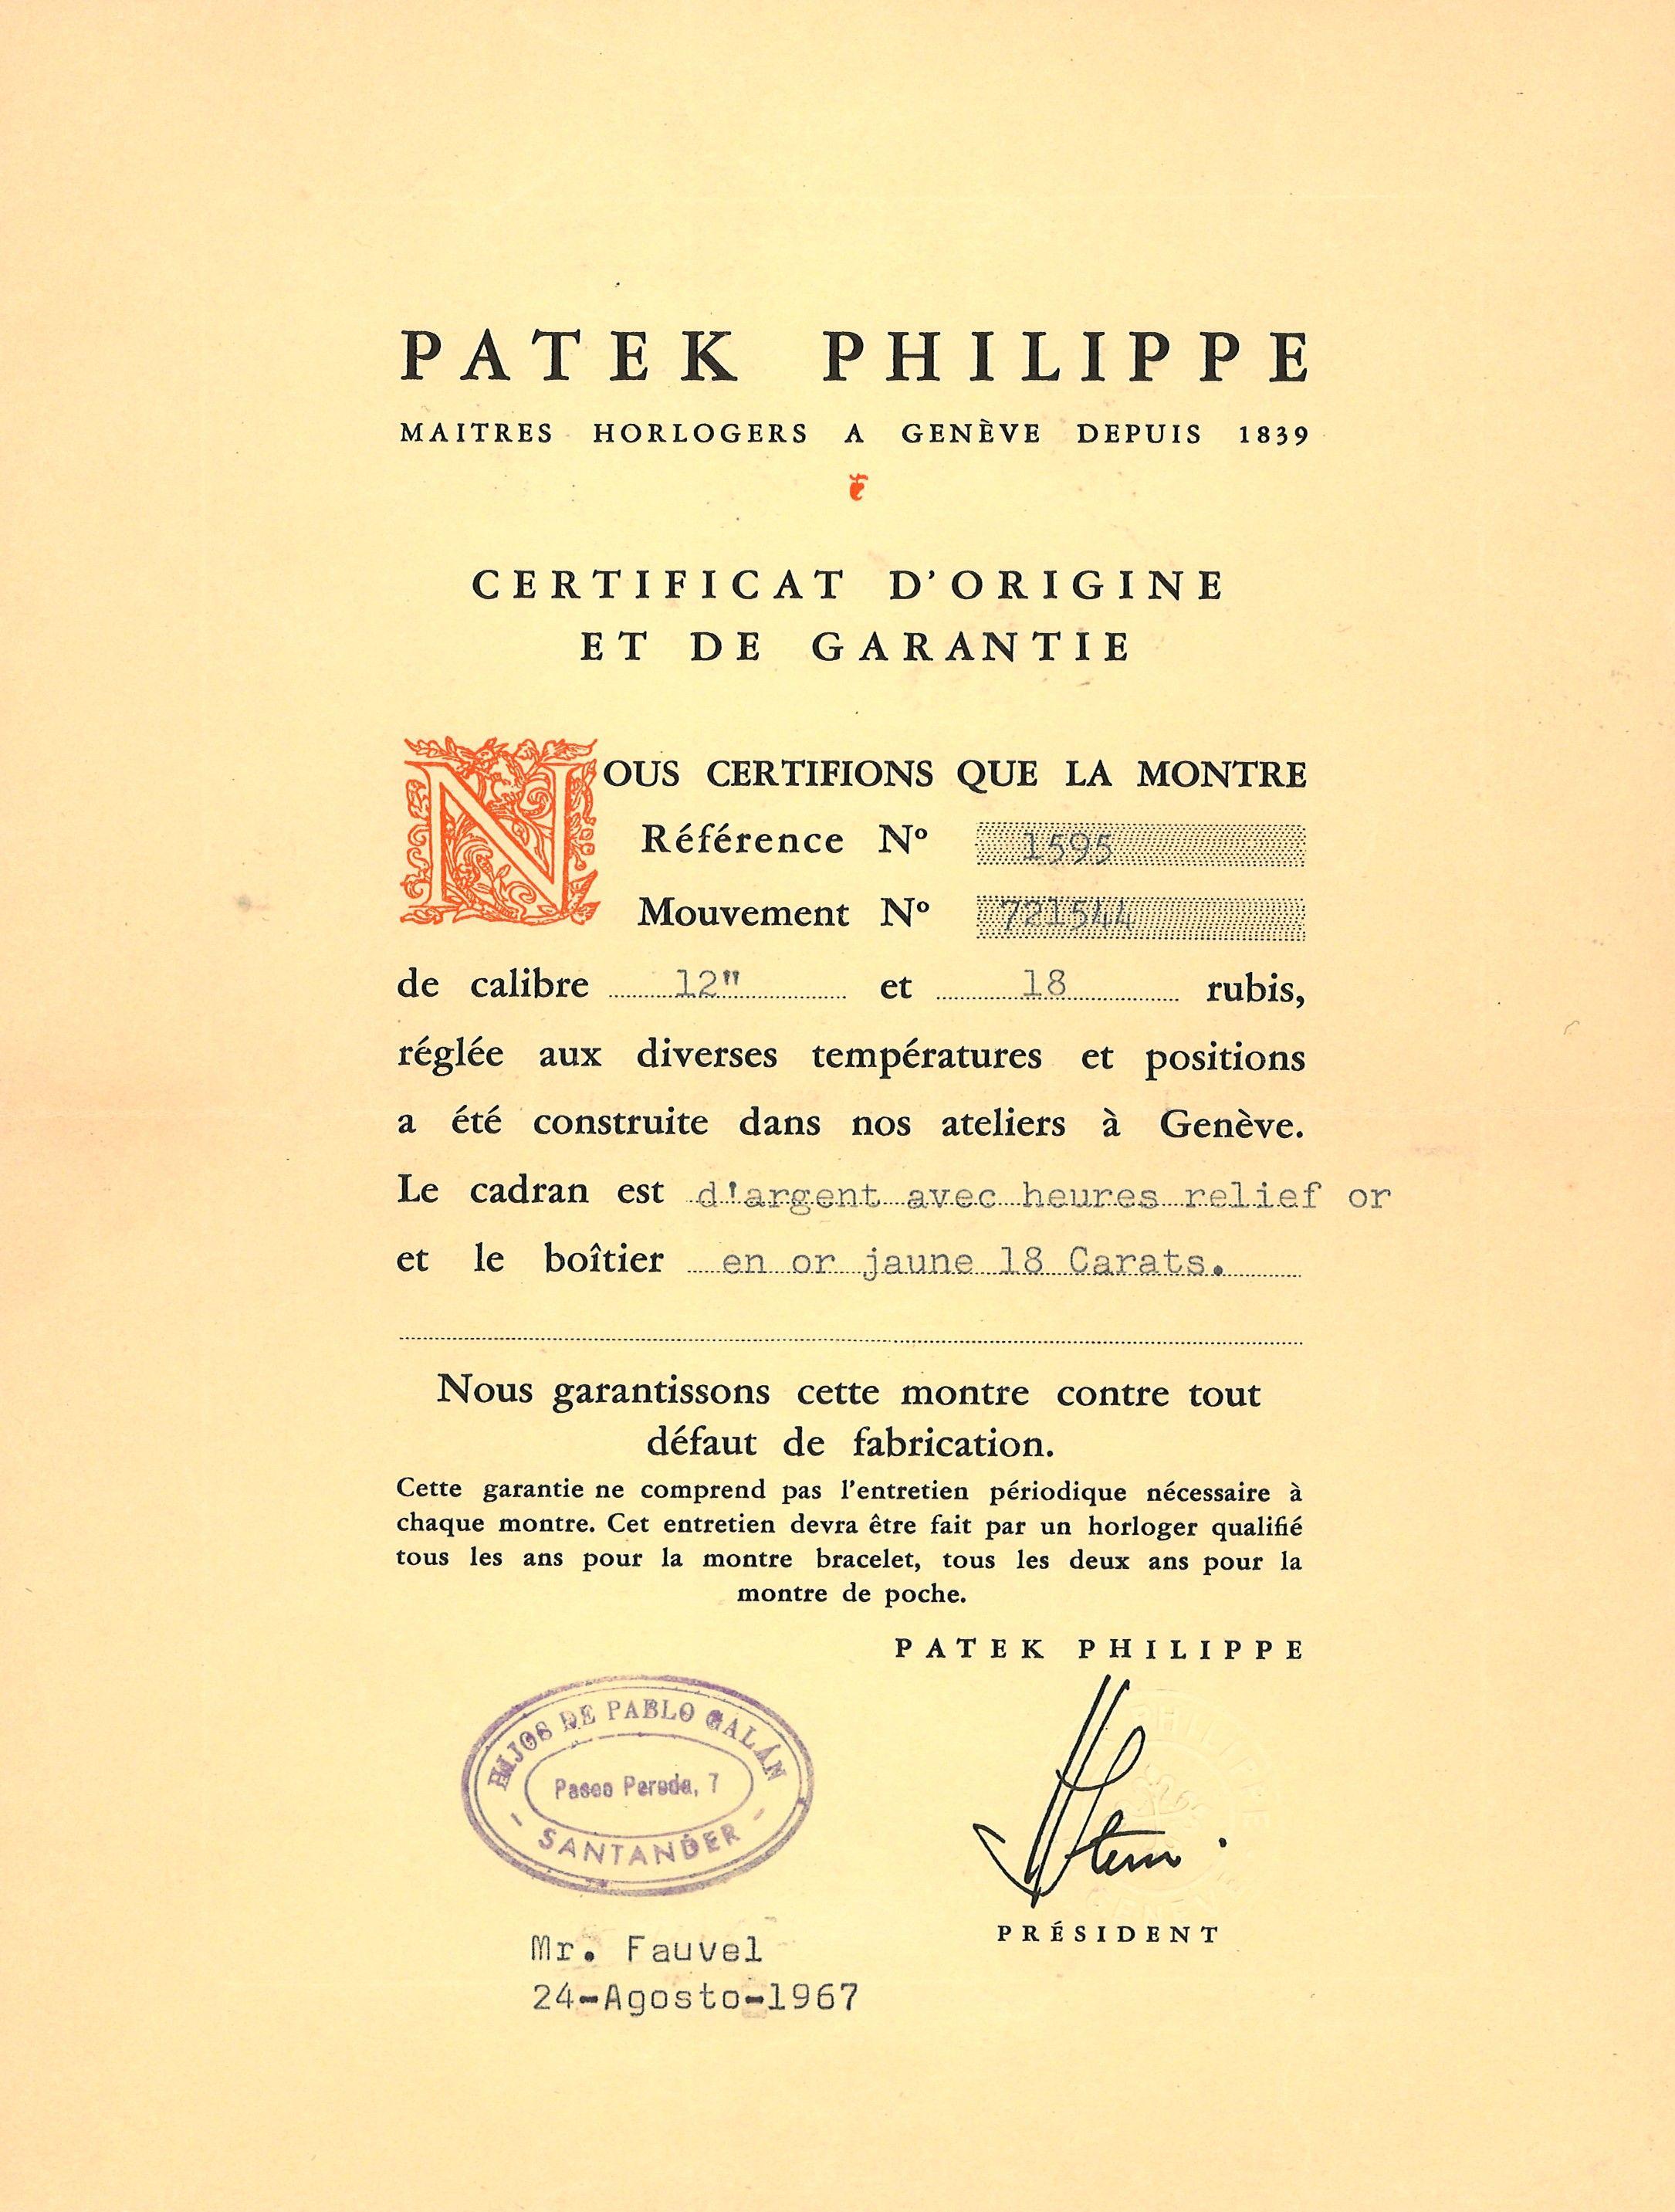 PATEK PHILIPPE
MAITRES HORLOGERS A GENÈVE DEPUIS 1839
CERTIFICAT D'ORIGINE
ET DE GARANTIE
NOUS CERTIFIONS QUE LA MONTRE
Référence Nº 1595
Mouvement Nº 721544
de calibre 12" et 18 rubis,
réglée aux diverses températures et positions
a été construite dans nos ateliers à Genève.
Le cadran est d'argent avec heures relief or
et le boîtier en or jaune 18 Carats.
Nous garantissons cette montre contre tout
défaut de fabrication.
Cette garantie ne comprend pas l'entretien périodique nécessaire à
chaque montre. Cet entretien devra être fait par un horloger qualifié
tous les ans pour la montre bracelet, tous les deux ans pour la
montre de poche.
PATEK PHILIPPE
HIJOS DE PABLO GALÁN
Paseo Pereda, 7
- SANTANDER -
Stern
PRÉSIDENT
Mr. Fauvel
24-Agosto-1967